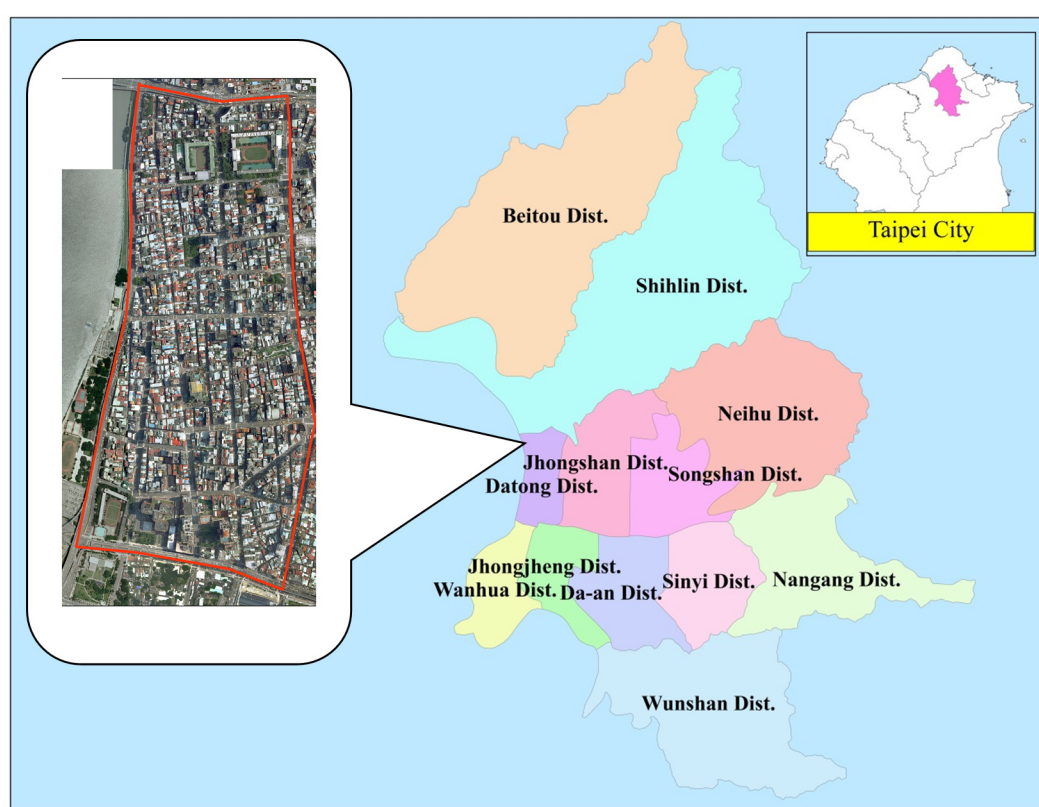 Taipei City
Beitou Dist.
Shihlin Dist.
Neihu Dist.
Jhongshan Dist.
Songshan Dist.
Datong Dist.
Jhongjheng Dist.
Wanhua Dist.
Da-an Dist.
Sinyi Dist.
Nangang Dist.
Wunshan Dist.